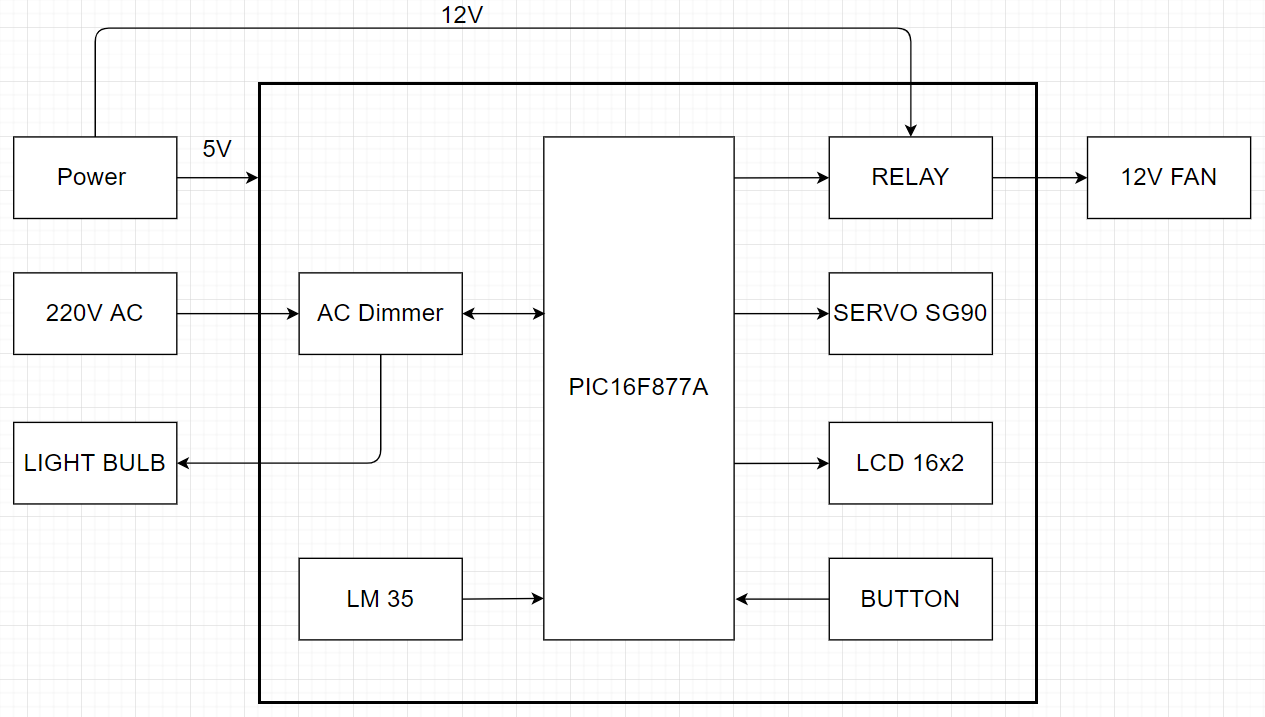 12V
5V
Power
RELAY
12V FAN
220V AC
AC Dimmer
SERVO SG90
PIC16F877A
LIGHT BULB
LCD 16x2
LM 35
BUTTON